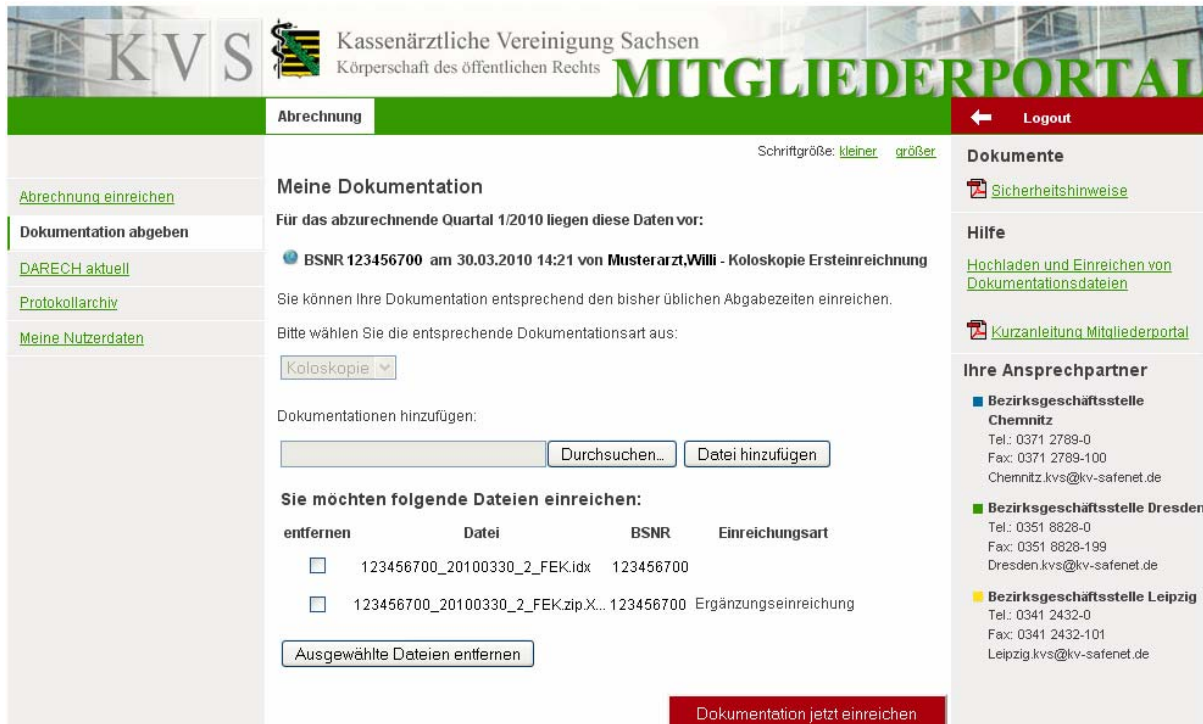 KVS
Kassenärztliche Vereinigung Sachsen
Körperschaft des öffentlichen Rechts
MITGLIEDERPORTAL
Abrechnung
Logout
Schriftgröße: kleiner größer
Abrechnung einreichen
Dokumentation abgeben
DARECH aktuell
Protokollarchiv
Meine Nutzerdaten
Meine Dokumentation
Für das abzurechnende Quartal 1/2010 liegen diese Daten vor:
BSNR 123456700 am 30.03.2010 14:21 von Musterarzt,Willi - Koloskopie Ersteinreichnung
Sie können Ihre Dokumentation entsprechend den bisher üblichen Abgabezeiten einreichen.
Bitte wählen Sie die entsprechende Dokumentationsart aus:
Koloskopie
Dokumentationen hinzufügen:
Durchsuchen... Datei hinzufügen
Sie möchten folgende Dateien einreichen:
entfernen Datei BSNR Einreichungsart
123456700_20100330_2_FEK.idx 123456700
123456700_20100330_2_FEK.zip.X... 123456700 Ergänzungseinreichung
Ausgewählte Dateien entfernen
Dokumentation jetzt einreichen
Dokumente
Sicherheitshinweise
Hilfe
Hochladen und Einreichen von
Dokumentationsdateien
Kurzanleitung Mitgliederportal
Ihre Ansprechpartner
Bezirksgeschäftsstelle
Chemnitz
Tel.: 0371 2789-0
Fax: 0371 2789-100
Chemnitz.kvs@kv-safenet.de
Bezirksgeschäftsstelle Dresden
Tel.: 0351 8828-0
Fax: 0351 8828-199
Dresden.kvs@kv-safenet.de
Bezirksgeschäftsstelle Leipzig
Tel.: 0341 2432-0
Fax: 0341 2432-101
Leipzig.kvs@kv-safenet.de